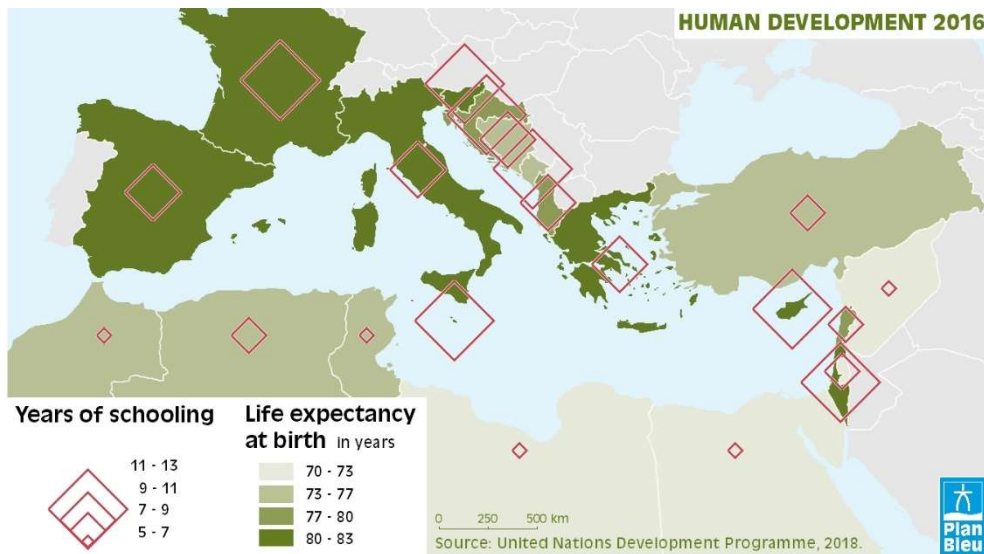 HUMAN DEVELOPMENT 2016
Years of schooling
11 - 13
9 - 11
7 - 9
5 - 7
Life expectancy
at birth in years
70 - 73
73 - 77
77 - 80
80 - 83
0 250 500 km
Source: United Nations Development Programme, 2018.
Plan
Bleu